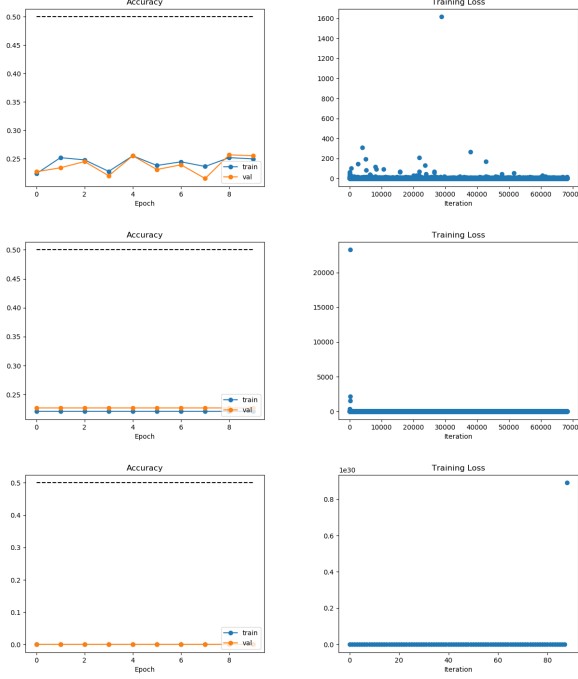 Accuracy
Training Loss
0.50
0.45
0.40
0.35
0.30
0.25
train
val
0 2 4 6 8
Epoch
1600
1400
1200
1000
800
600
400
200
0
0 10000 20000 30000 40000 50000 60000 7000
Iteration
Accuracy
Training Loss
0.50
0.45
0.40
0.35
0.30
0.25
train
val
0 2 4 6 8
Epoch
20000
15000
10000
5000
0
0 10000 20000 30000 40000 50000 60000 7000
Iteration
Accuracy
Training Loss
0.5
0.4
0.3
0.2
0.1
0.0
train
val
0 2 4 6 8
Epoch
1e30
0.8
0.6
0.4
0.2
0.0
0 20 40 60 80
Iteration